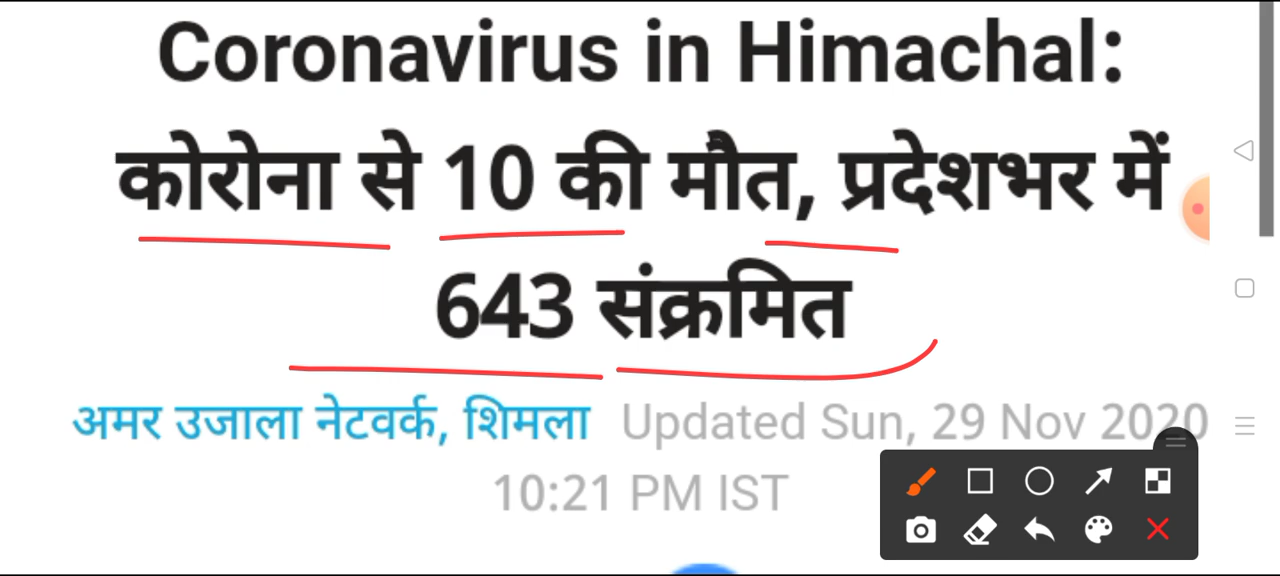 Coronavirus in Himachal:
कोरोना से 10 की मौत, प्रदेशभर में
643 संक्रमित
अमर उजाला नेटवर्क, शिमला Updated Sun, 29 Nov 2020
10:21 PM IST